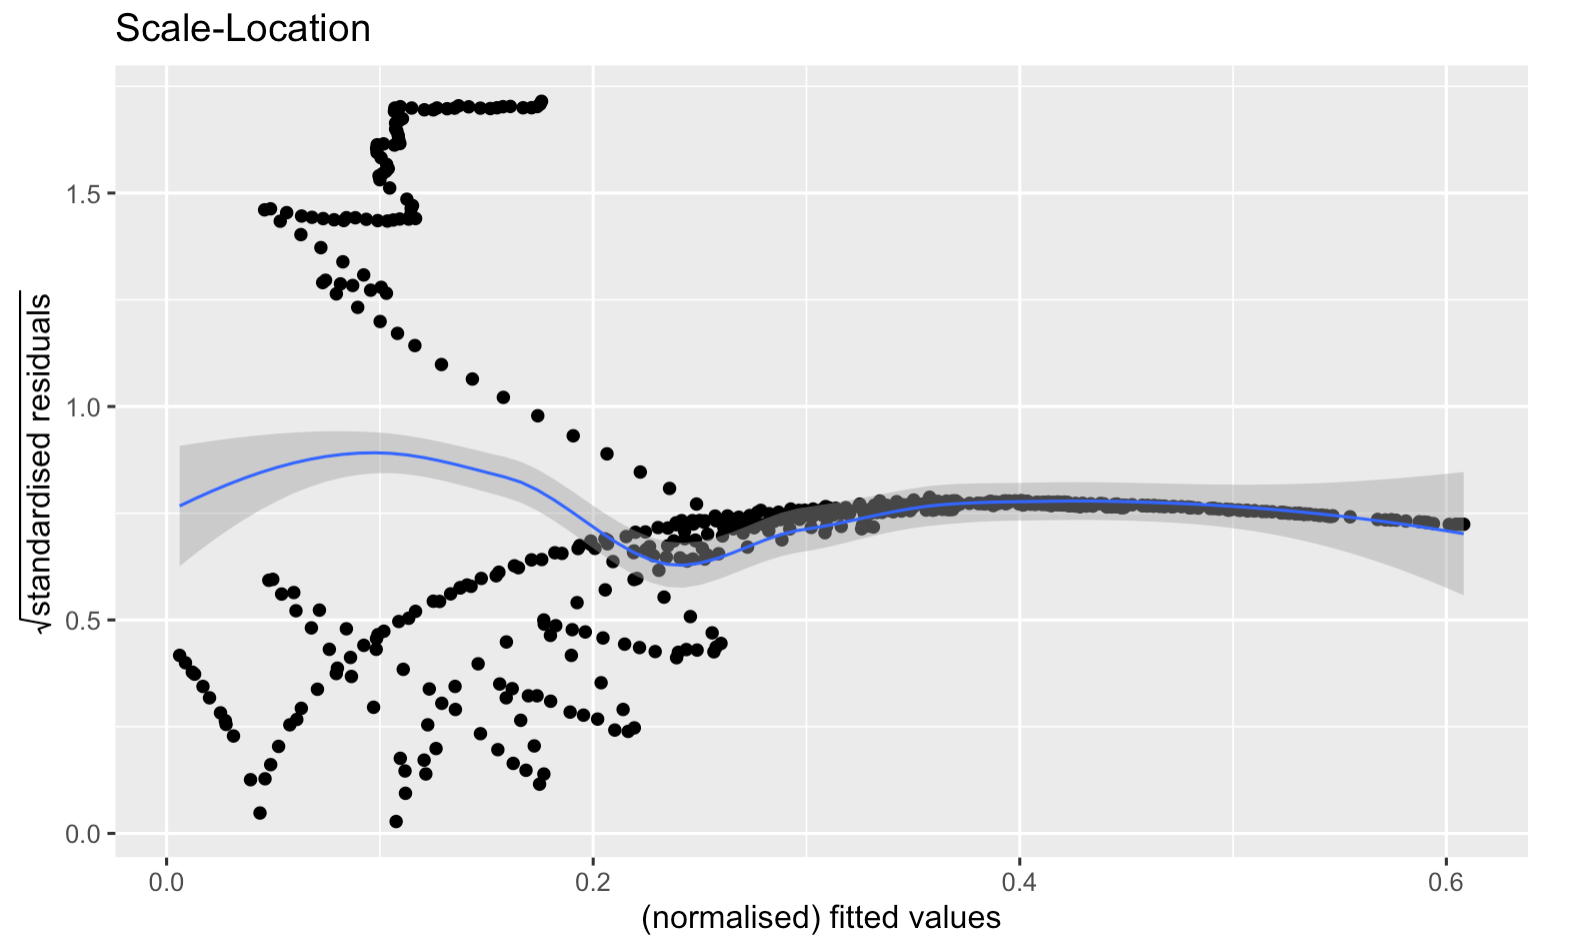 Scale-Location
√standardised residuals
1.5
1.0
0.5
0.0
0.0 0.2 0.4 0.6
(normalised) fitted values